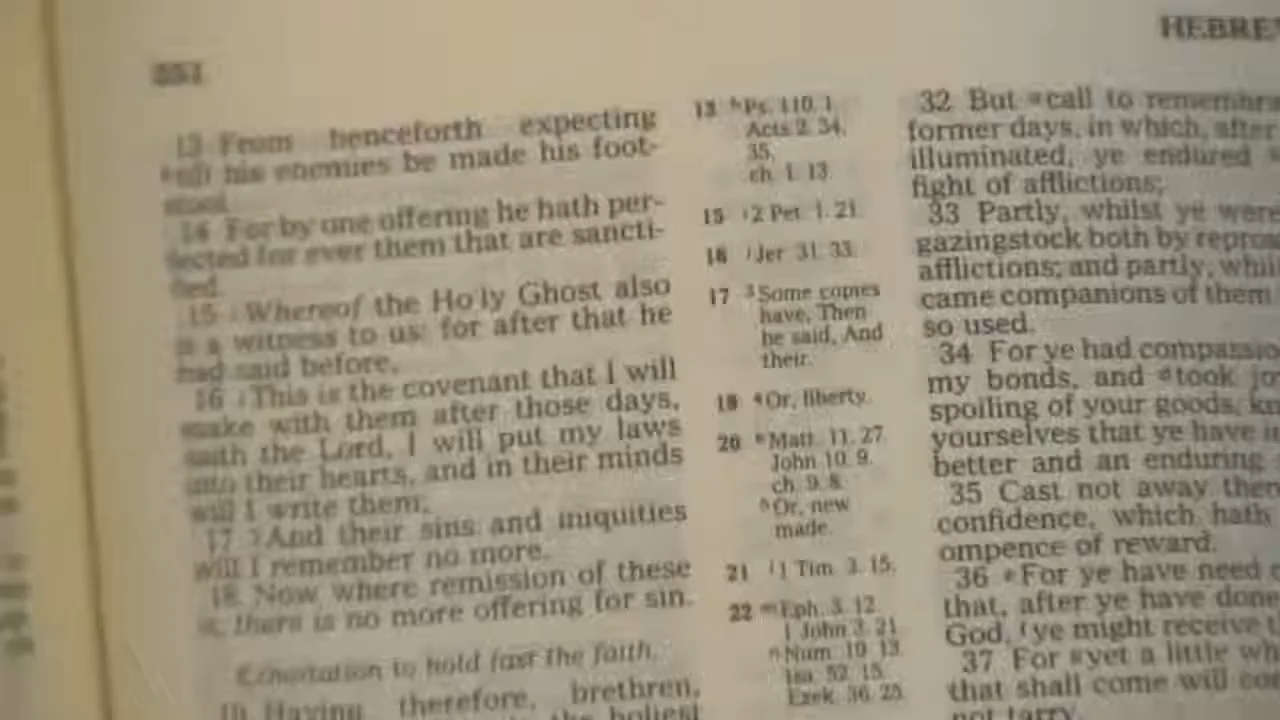 HEBRE
13 From henceforth expecting
his enemies be made his foot-
stool.
14 For by one offering he hath per-
fected for ever them that are sancti-
fied.
15 Whereof the Holy Ghost also
is a witness to us: for after that he
had said before,
16 This is the covenant that I will
make with them after those days,
saith the Lord, I will put my laws
into their hearts, and in their minds
will I write them;
17 And their sins and iniquities
will I remember no more.
18 Now where remission of these
is, there is no more offering for sin.
Exhortation to hold fast the faith.
19 Having therefore, brethren,
the holiest
13 h Ps. 110. 1.
Acts 2. 34,
35.
ch. 1. 13.
15 i 2 Pet. 1. 21.
16 j Jer. 31. 33.
17 3 Some copies
have, Then
he said, And
their.
18 4 Or, liberty.
20 Matt. 11. 27.
John 10. 9.
ch. 9. 8.
5 Or, new
made.
21 l 1 Tim. 3. 15.
22 m Eph. 3. 12.
1 John 3. 21.
n Num. 19. 13.
Isa. 52. 15.
Ezek. 36. 25.
32 But call to remembra
former days, in which, after
illuminated, ye endured
fight of afflictions;
33 Partly, whilst ye were
gazingstock both by repro
afflictions; and partly, whil
came companions of them
so used.
34 For ye had compassio
my bonds, and took jo
spoiling of your goods, kn
yourselves that ye have in
better and an enduring
35 Cast not away ther
confidence, which hath
ompence of reward.
36 For ye have need o
that, after ye have done
God, ye might receive t
37 For yet a little wh
that shall come will co
not tarry.